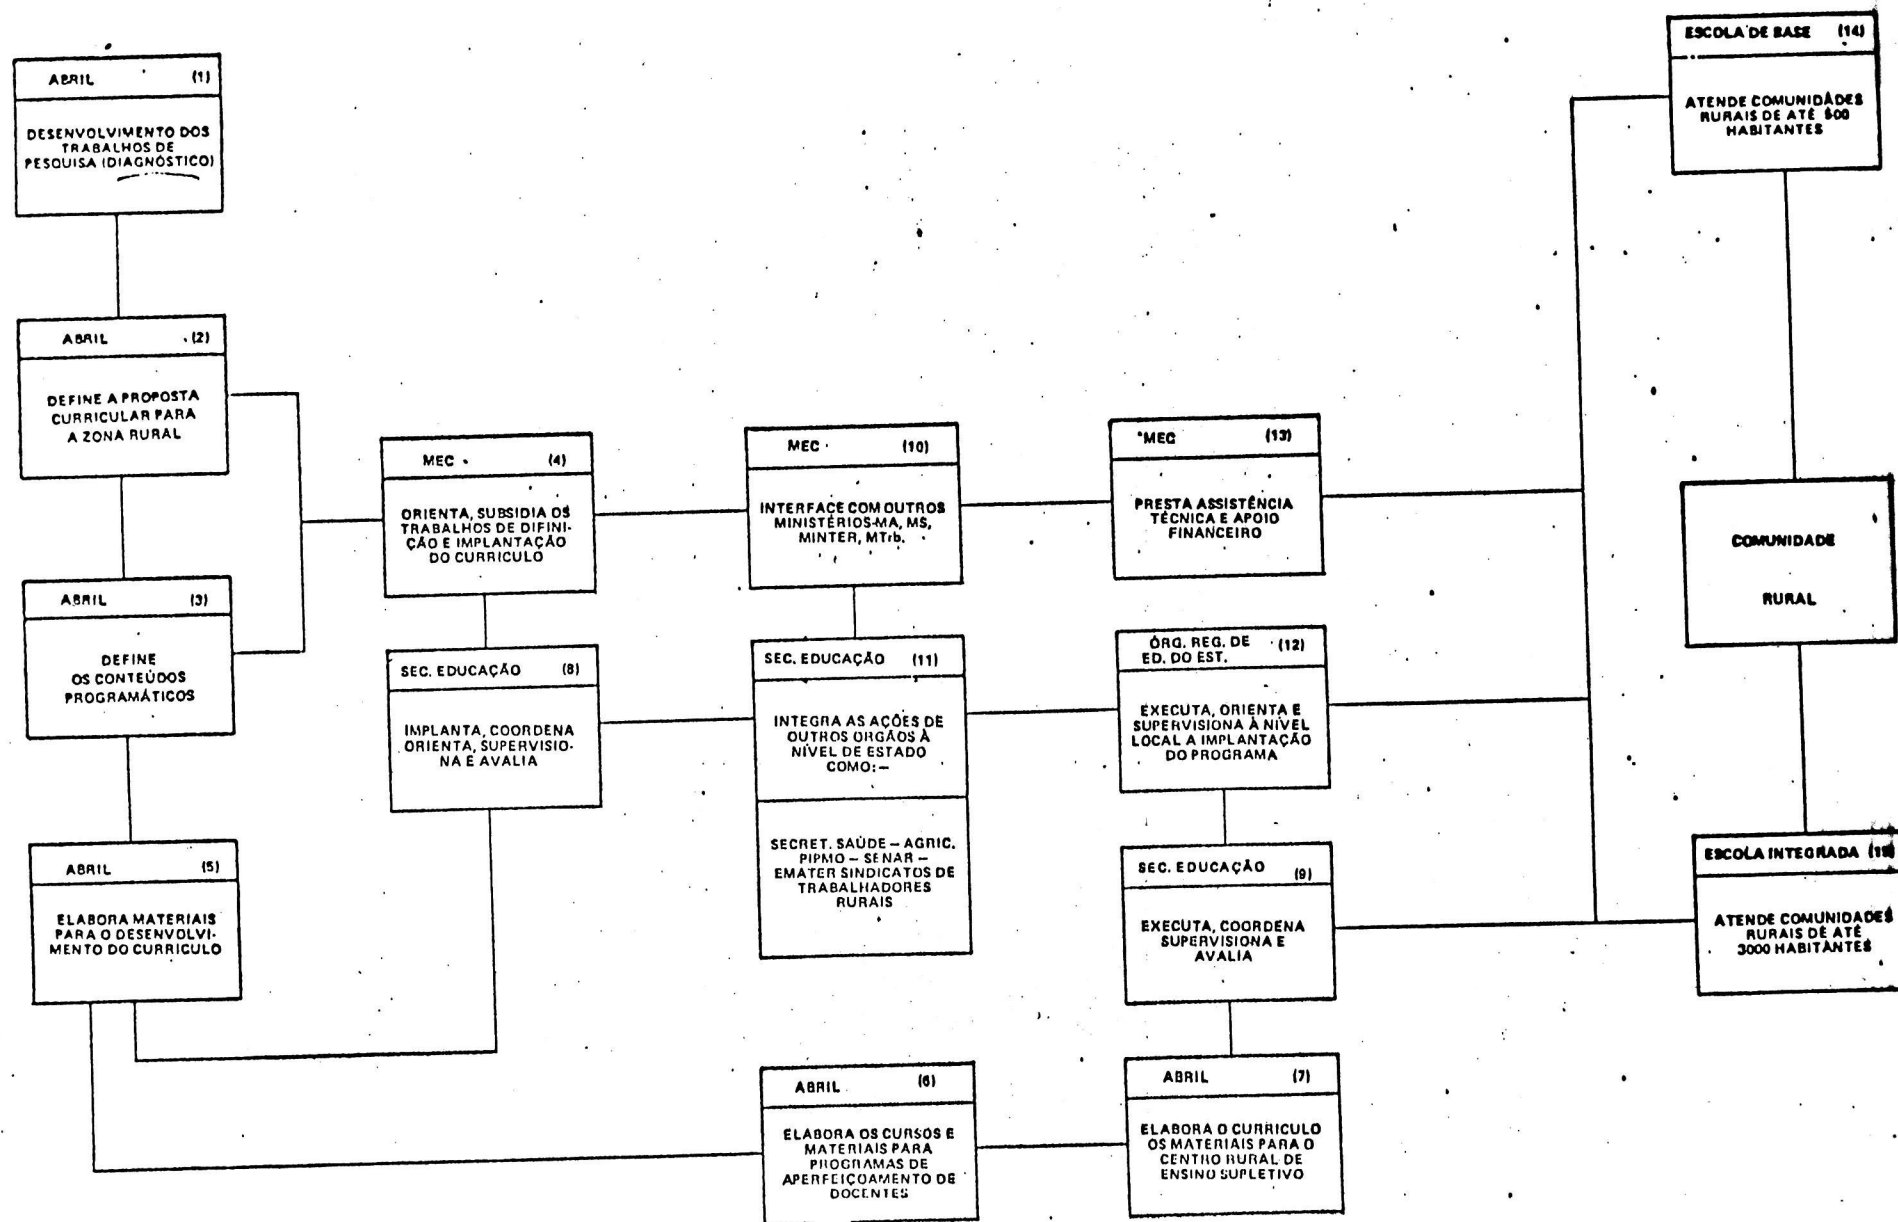 ABRIL (1)
DESENVOLVIMENTO DOS
TRABALHOS DE
PESQUISA (DIAGNÓSTICO)
ABRIL (2)
DEFINE A PROPOSTA
CURRICULAR PARA
A ZONA RURAL
ABRIL (3)
DEFINE
OS CONTEÚDOS
PROGRAMÁTICOS
MEC (4)
ORIENTA, SUBSIDIA OS
TRABALHOS DE DIFINI-
ÇÃO E IMPLANTAÇÃO
DO CURRICULO
ABRIL (5)
ELABORA MATERIAIS
PARA O DESENVOLVI-
MENTO DO CURRICULO
ABRIL (6)
ELABORA OS CURSOS E
MATERIAIS PARA
PROGRAMAS DE
APERFEIÇOAMENTO DE
DOCENTES
ABRIL (7)
ELABORA O CURRICULO
OS MATERIAIS PARA O
CENTRO RURAL DE
ENSINO SUPLETIVO
SEC. EDUCAÇÃO (8)
IMPLANTA, COORDENA
ORIENTA, SUPERVISIO-
NA E AVALIA
SEC. EDUCAÇÃO (9)
EXECUTA, COORDENA
SUPERVISIONA E
AVALIA
MEC (10)
INTERFACE COM OUTROS
MINISTÉRIOS-MA, MS,
MINTER, MTrb.
SEC. EDUCAÇÃO (11)
INTEGRA AS AÇÕES DE
OUTROS ORGÃOS À
NÍVEL DE ESTADO
COMO:—
SECRET. SAÚDE – AGRIC.
PIPMO – SENAR –
EMATER SINDICATOS DE
TRABALHADORES
RURAIS
ÓRG. REG. DE (12)
ED. DO EST.
EXECUTA, ORIENTA E
SUPERVISIONA À NÍVEL
LOCAL A IMPLANTAÇÃO
DO PROGRAMA
MEC (13)
PRESTA ASSISTÊNCIA
TÉCNICA E APOIO
FINANCEIRO
ESCOLA DE BASE (14)
ATENDE COMUNIDADES
RURAIS DE ATÉ 500
HABITANTES
COMUNIDADE
RURAL
ESCOLA INTEGRADA (15)
ATENDE COMUNIDADES
RURAIS DE ATÉ
3000 HABITANTES